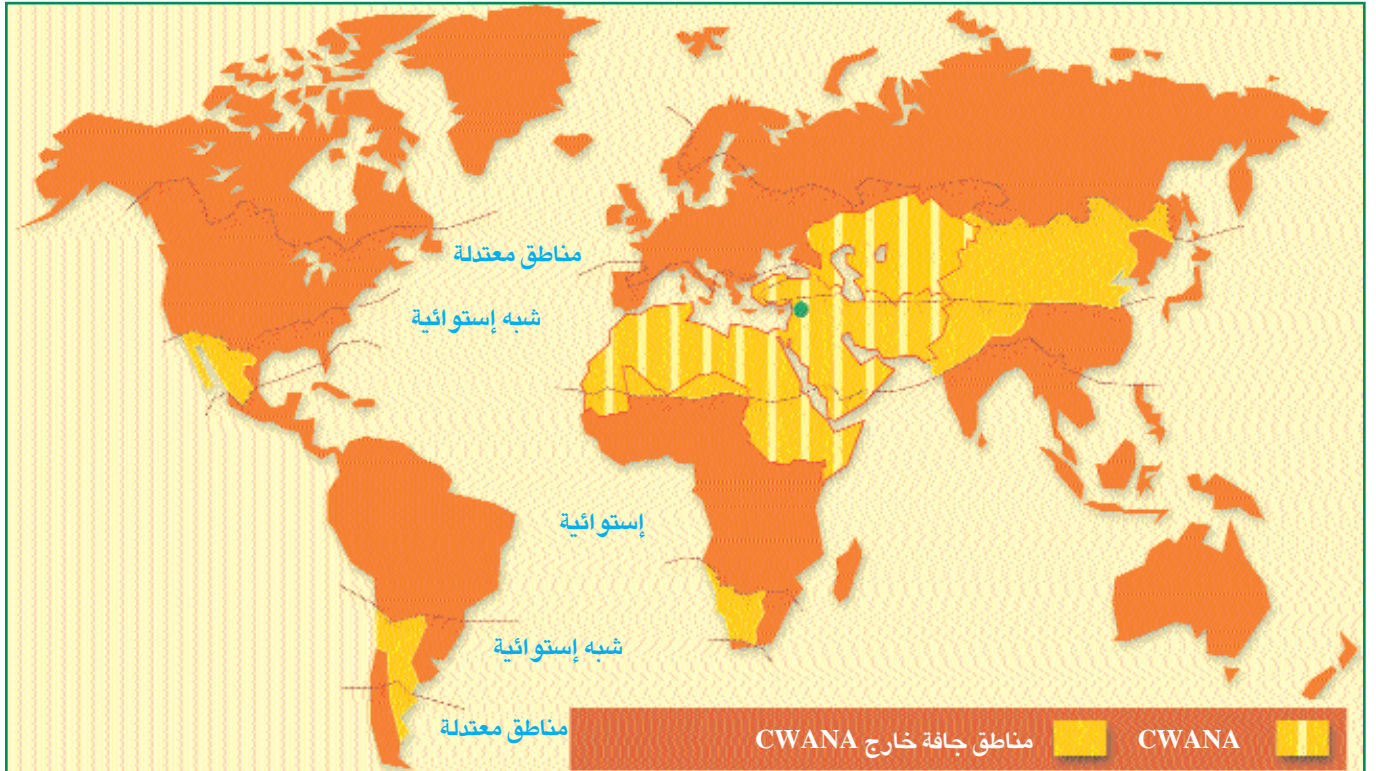 مناطق معتدلة
شبه إستوائية
إستوائية
شبه إستوائية
مناطق معتدلة
CWANA
مناطق جافة خارج CWANA